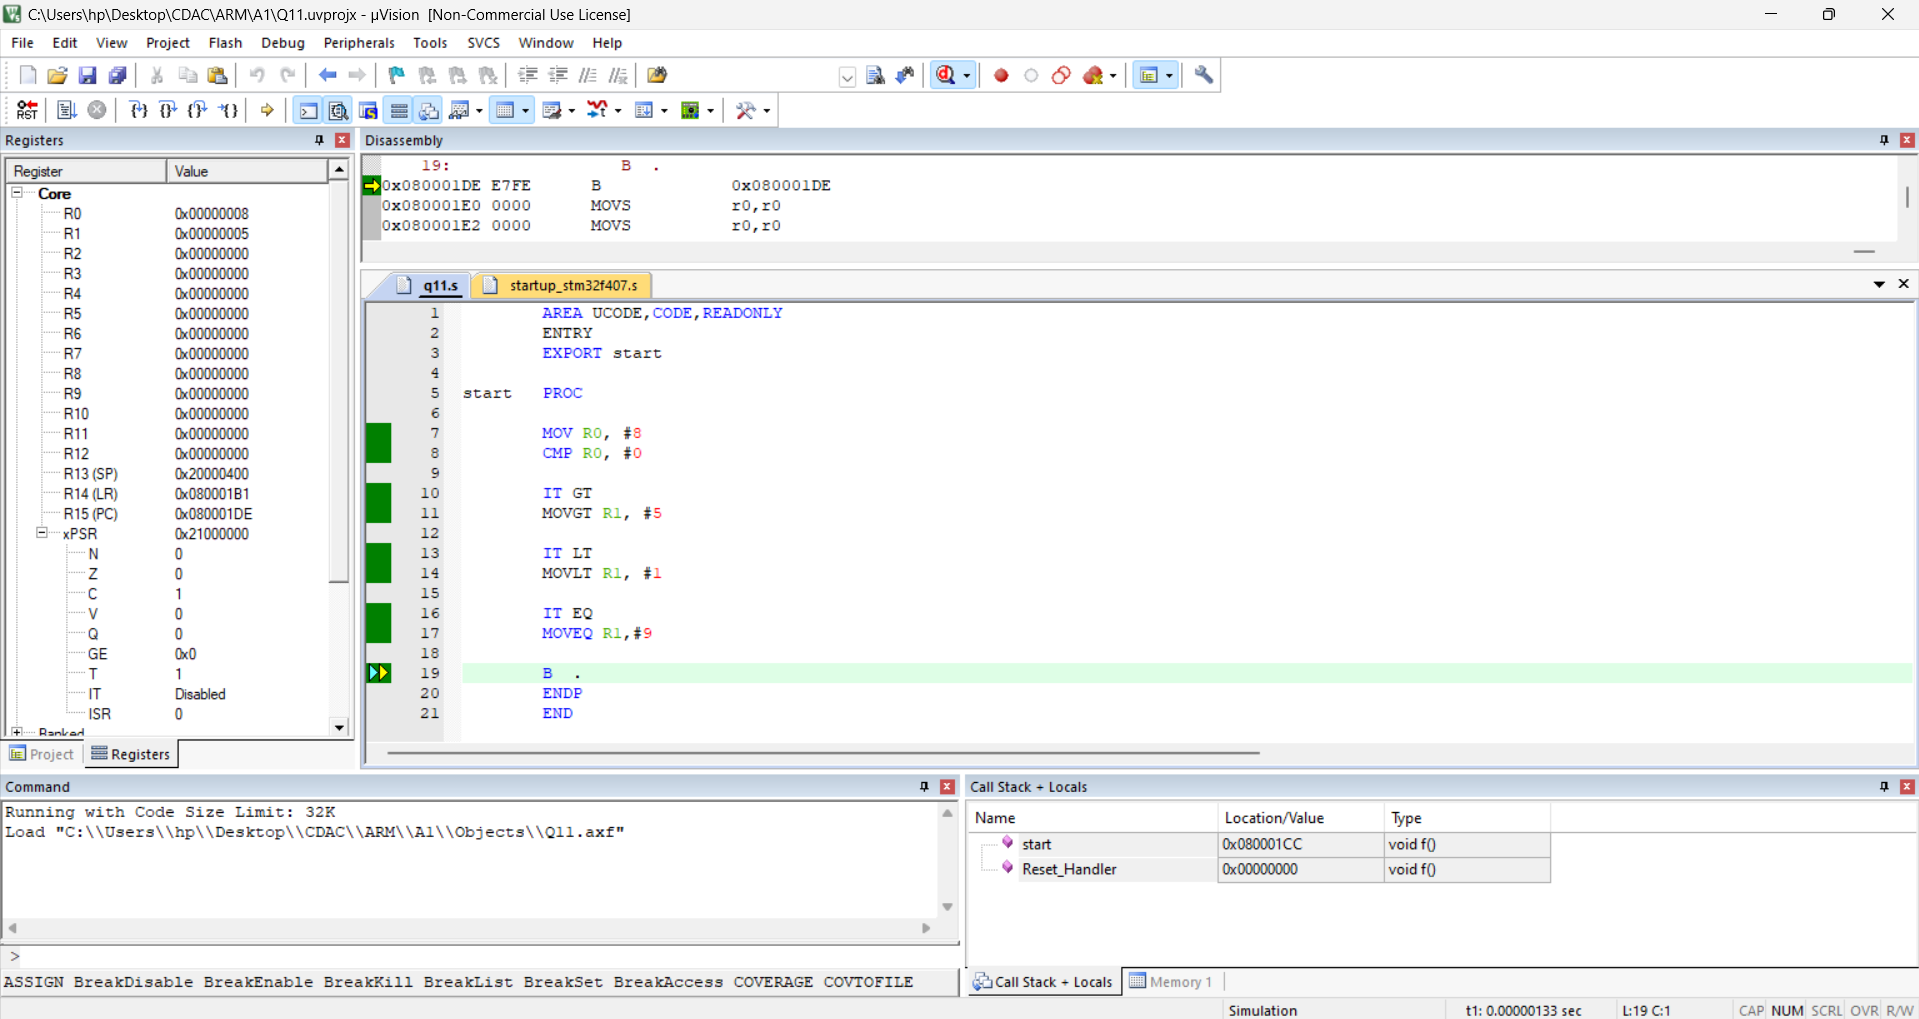 C:\Users\hp\Desktop\CDAC\ARM\A1\Q11.uvprojx - µVision  [Non-Commercial Use License]
File Edit View Project Flash Debug Peripherals Tools SVCS Window Help
Registers
Register Value
Core
R0 0x00000008
R1 0x00000005
R2 0x00000000
R3 0x00000000
R4 0x00000000
R5 0x00000000
R6 0x00000000
R7 0x00000000
R8 0x00000000
R9 0x00000000
R10 0x00000000
R11 0x00000000
R12 0x00000000
R13 (SP) 0x20000400
R14 (LR) 0x080001B1
R15 (PC) 0x080001DE
xPSR 0x21000000
N 0
Z 0
C 1
V 0
Q 0
GE 0x0
T 1
IT Disabled
ISR 0
Banked
Project Registers
Disassembly
19: B .
0x080001DE E7FE B 0x080001DE
0x080001E0 0000 MOVS r0,r0
0x080001E2 0000 MOVS r0,r0
q11.s startup_stm32f407.s
1 AREA UCODE,CODE,READONLY
2 ENTRY
3 EXPORT start
4
5 start PROC
6
7 MOV R0, #8
8 CMP R0, #0
9
10 IT GT
11 MOVGT R1, #5
12
13 IT LT
14 MOVLT R1, #1
15
16 IT EQ
17 MOVEQ R1,#9
18
19 B .
20 ENDP
21 END
Command
Running with Code Size Limit: 32K
Load "C:\\Users\\hp\\Desktop\\CDAC\\ARM\\A1\\Objects\\Q11.axf"
>
ASSIGN BreakDisable BreakEnable BreakKill BreakList BreakSet BreakAccess COVERAGE COVTOFILE
Call Stack + Locals
Name Location/Value Type
start 0x080001CC void f()
Reset_Handler 0x00000000 void f()
Call Stack + Locals Memory 1
Simulation t1: 0.00000133 sec L:19 C:1 CAP NUM SCRL OVR R/W